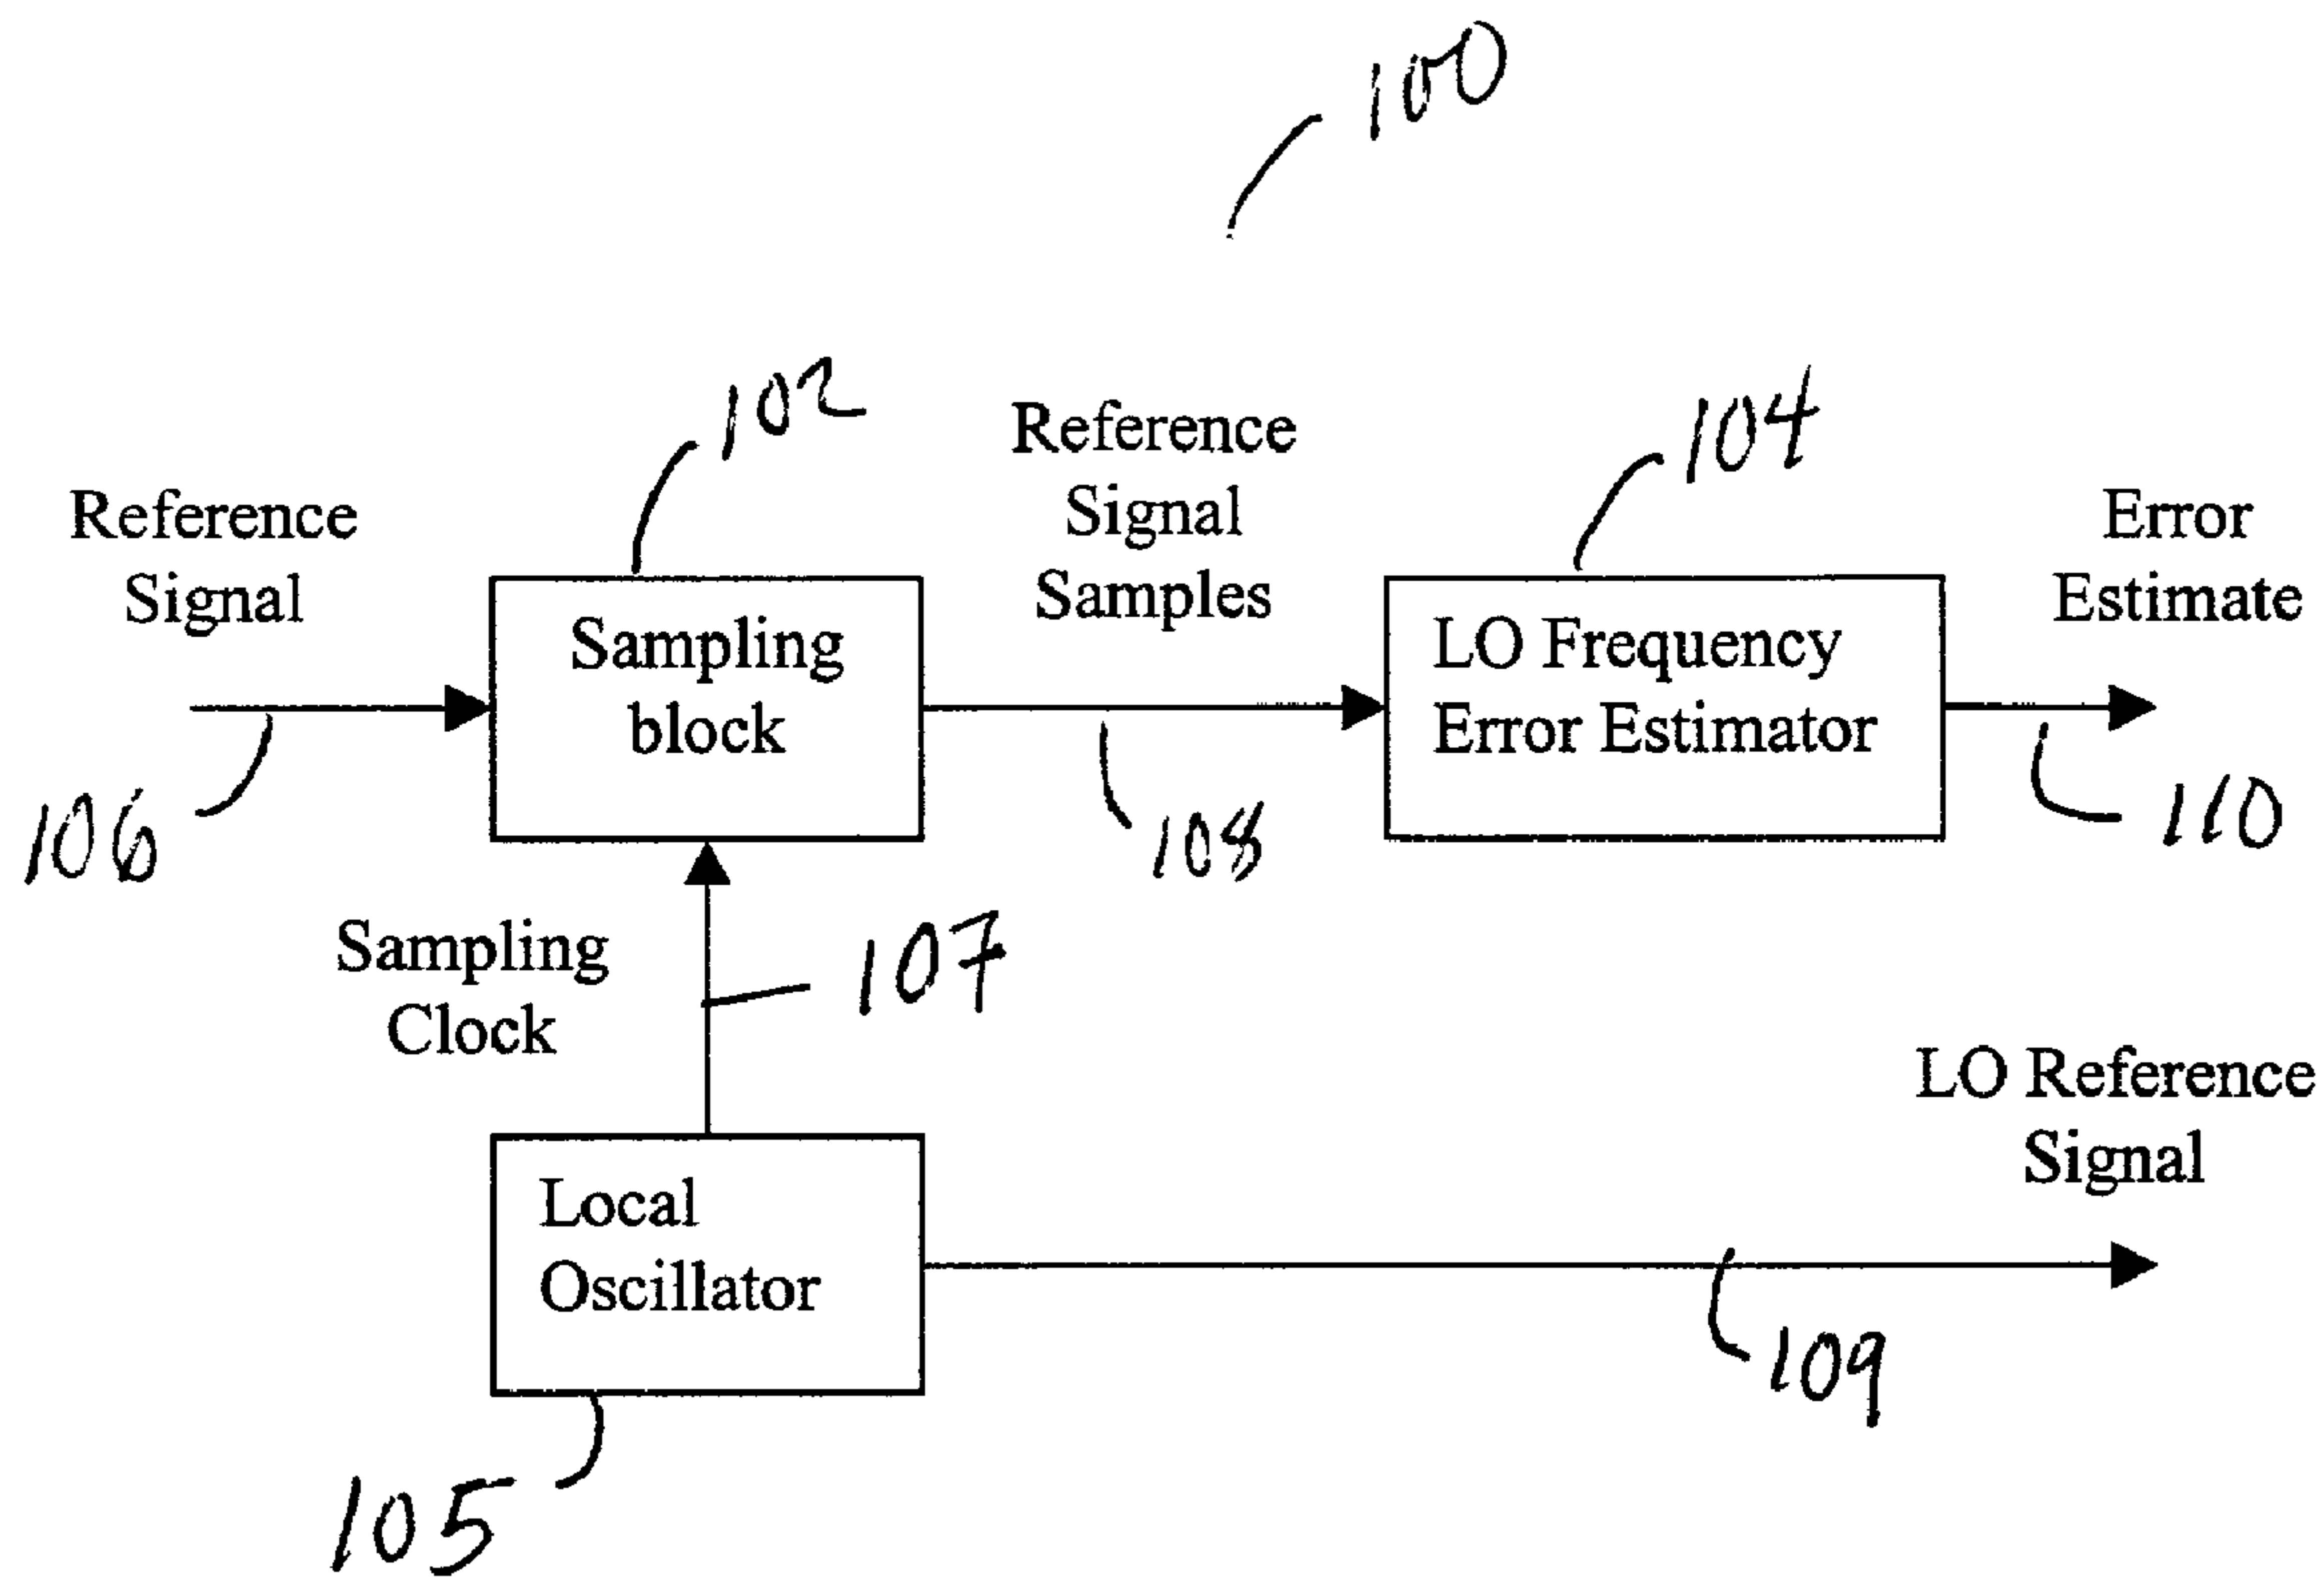 100
102
Reference
Signal
Samples
104
Reference
Signal
Error
Estimate
Sampling
block
LO Frequency
Error Estimator
106
108
110
Sampling
Clock
107
LO Reference
Signal
Local
Oscillator
109
105